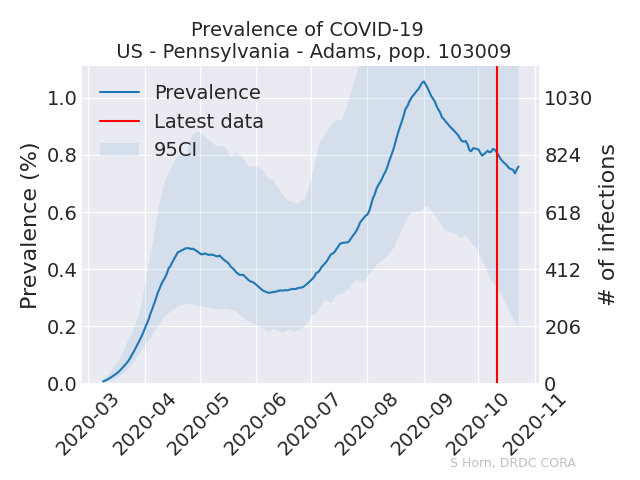 Prevalence of COVID-19
US - Pennsylvania - Adams, pop. 103009
Prevalence
Latest data
95CI
Prevalence (%)
1.0
0.8
0.6
0.4
0.2
0.0
1030
824
618
412
206
0
# of infections
2020-03
2020-04
2020-05
2020-06
2020-07
2020-08
2020-09
2020-10
2020-11
S Horn, DRDC CORA